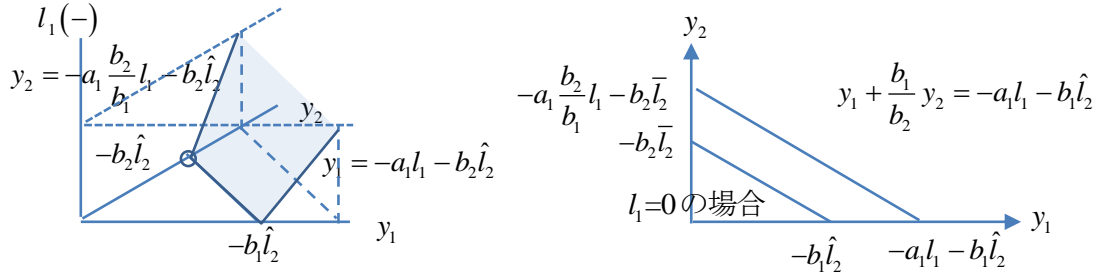 l₁(−)
y₂ = −a₁ b₂/b₁ l₁ − b₂l̂₂
y₂
−b₂l̂₂
y₁ = −a₁l₁ − b₂l̂₂
y₁
−b₁l̂₂
y₂
−a₁ b₂/b₁ l₁ − b₂l̅₂
y₁ + b₁/b₂ y₂ = −a₁l₁ − b₁l̂₂
−b₂l̅₂
l₁=0の場合
y₁
−b₁l̂₂
−a₁l₁ − b₁l̂₂